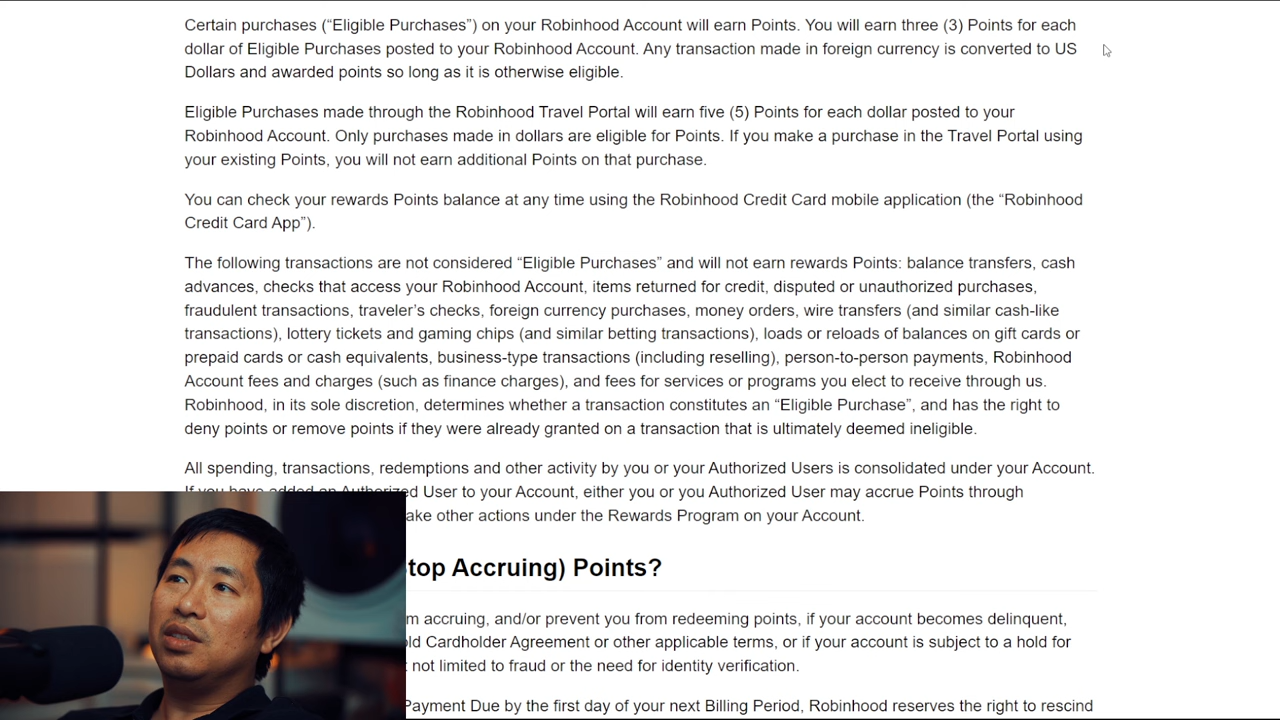 Certain purchases (“Eligible Purchases”) on your Robinhood Account will earn Points. You will earn three (3) Points for each
dollar of Eligible Purchases posted to your Robinhood Account. Any transaction made in foreign currency is converted to US
Dollars and awarded points so long as it is otherwise eligible.
Eligible Purchases made through the Robinhood Travel Portal will earn five (5) Points for each dollar posted to your
Robinhood Account. Only purchases made in dollars are eligible for Points. If you make a purchase in the Travel Portal using
your existing Points, you will not earn additional Points on that purchase.
You can check your rewards Points balance at any time using the Robinhood Credit Card mobile application (the “Robinhood
Credit Card App”).
The following transactions are not considered “Eligible Purchases” and will not earn rewards Points: balance transfers, cash
advances, checks that access your Robinhood Account, items returned for credit, disputed or unauthorized purchases,
fraudulent transactions, traveler’s checks, foreign currency purchases, money orders, wire transfers (and similar cash-like
transactions), lottery tickets and gaming chips (and similar betting transactions), loads or reloads of balances on gift cards or
prepaid cards or cash equivalents, business-type transactions (including reselling), person-to-person payments, Robinhood
Account fees and charges (such as finance charges), and fees for services or programs you elect to receive through us.
Robinhood, in its sole discretion, determines whether a transaction constitutes an “Eligible Purchase”, and has the right to
deny points or remove points if they were already granted on a transaction that is ultimately deemed ineligible.
All spending, transactions, redemptions and other activity by you or your Authorized Users is consolidated under your Account.
If you have added an Authorized User to your Account, either you or you Authorized User may accrue Points through
ake other actions under the Rewards Program on your Account.
top Accruing) Points?
m accruing, and/or prevent you from redeeming points, if your account becomes delinquent,
old Cardholder Agreement or other applicable terms, or if your account is subject to a hold for
not limited to fraud or the need for identity verification.
Payment Due by the first day of your next Billing Period, Robinhood reserves the right to rescind